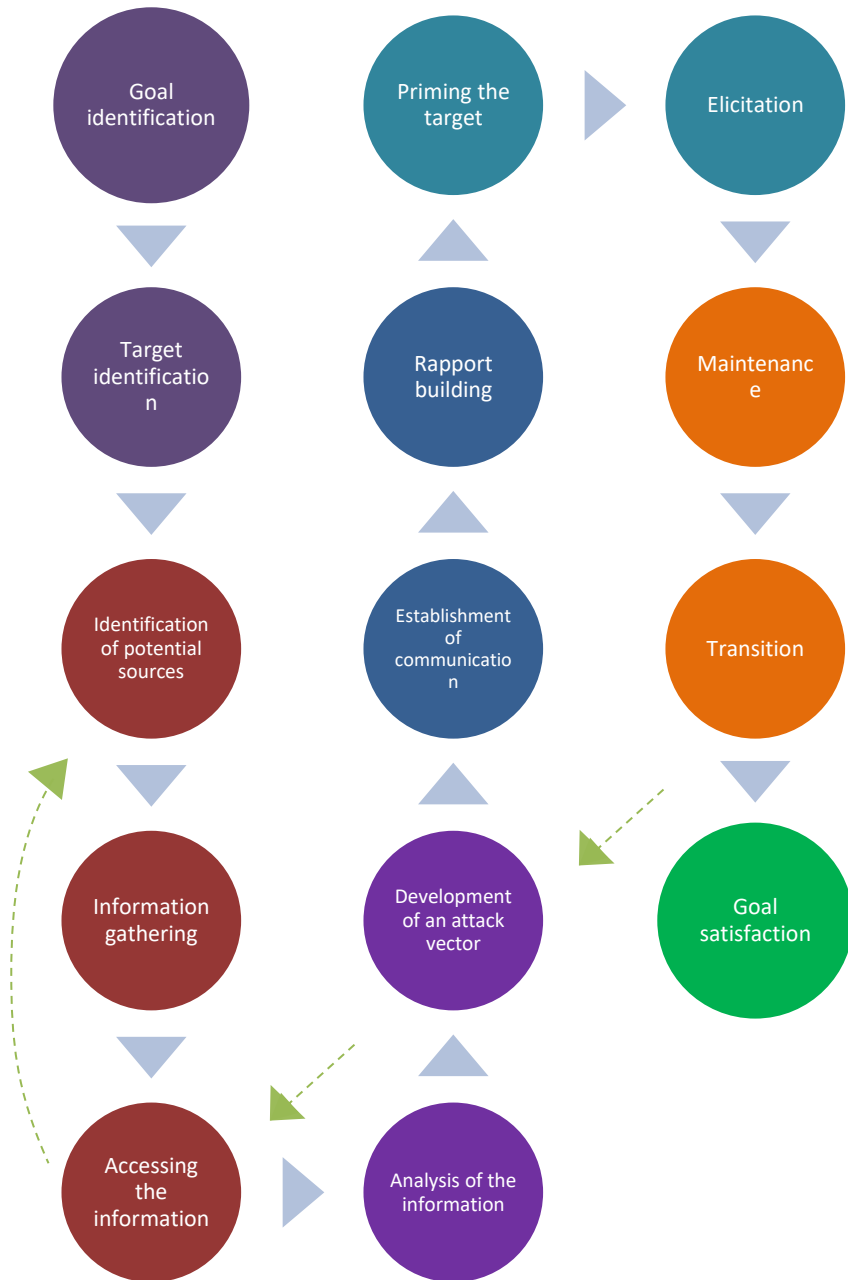 Goal
identification
Target
identificatio
n
Identification
of potential
sources
Information
gathering
Accessing
the
information
Analysis of the
information
Development
of an attack
vector
Establishment
of
communicatio
n
Rapport
building
Priming the
target
Elicitation
Maintenanc
e
Transition
Goal
satisfaction